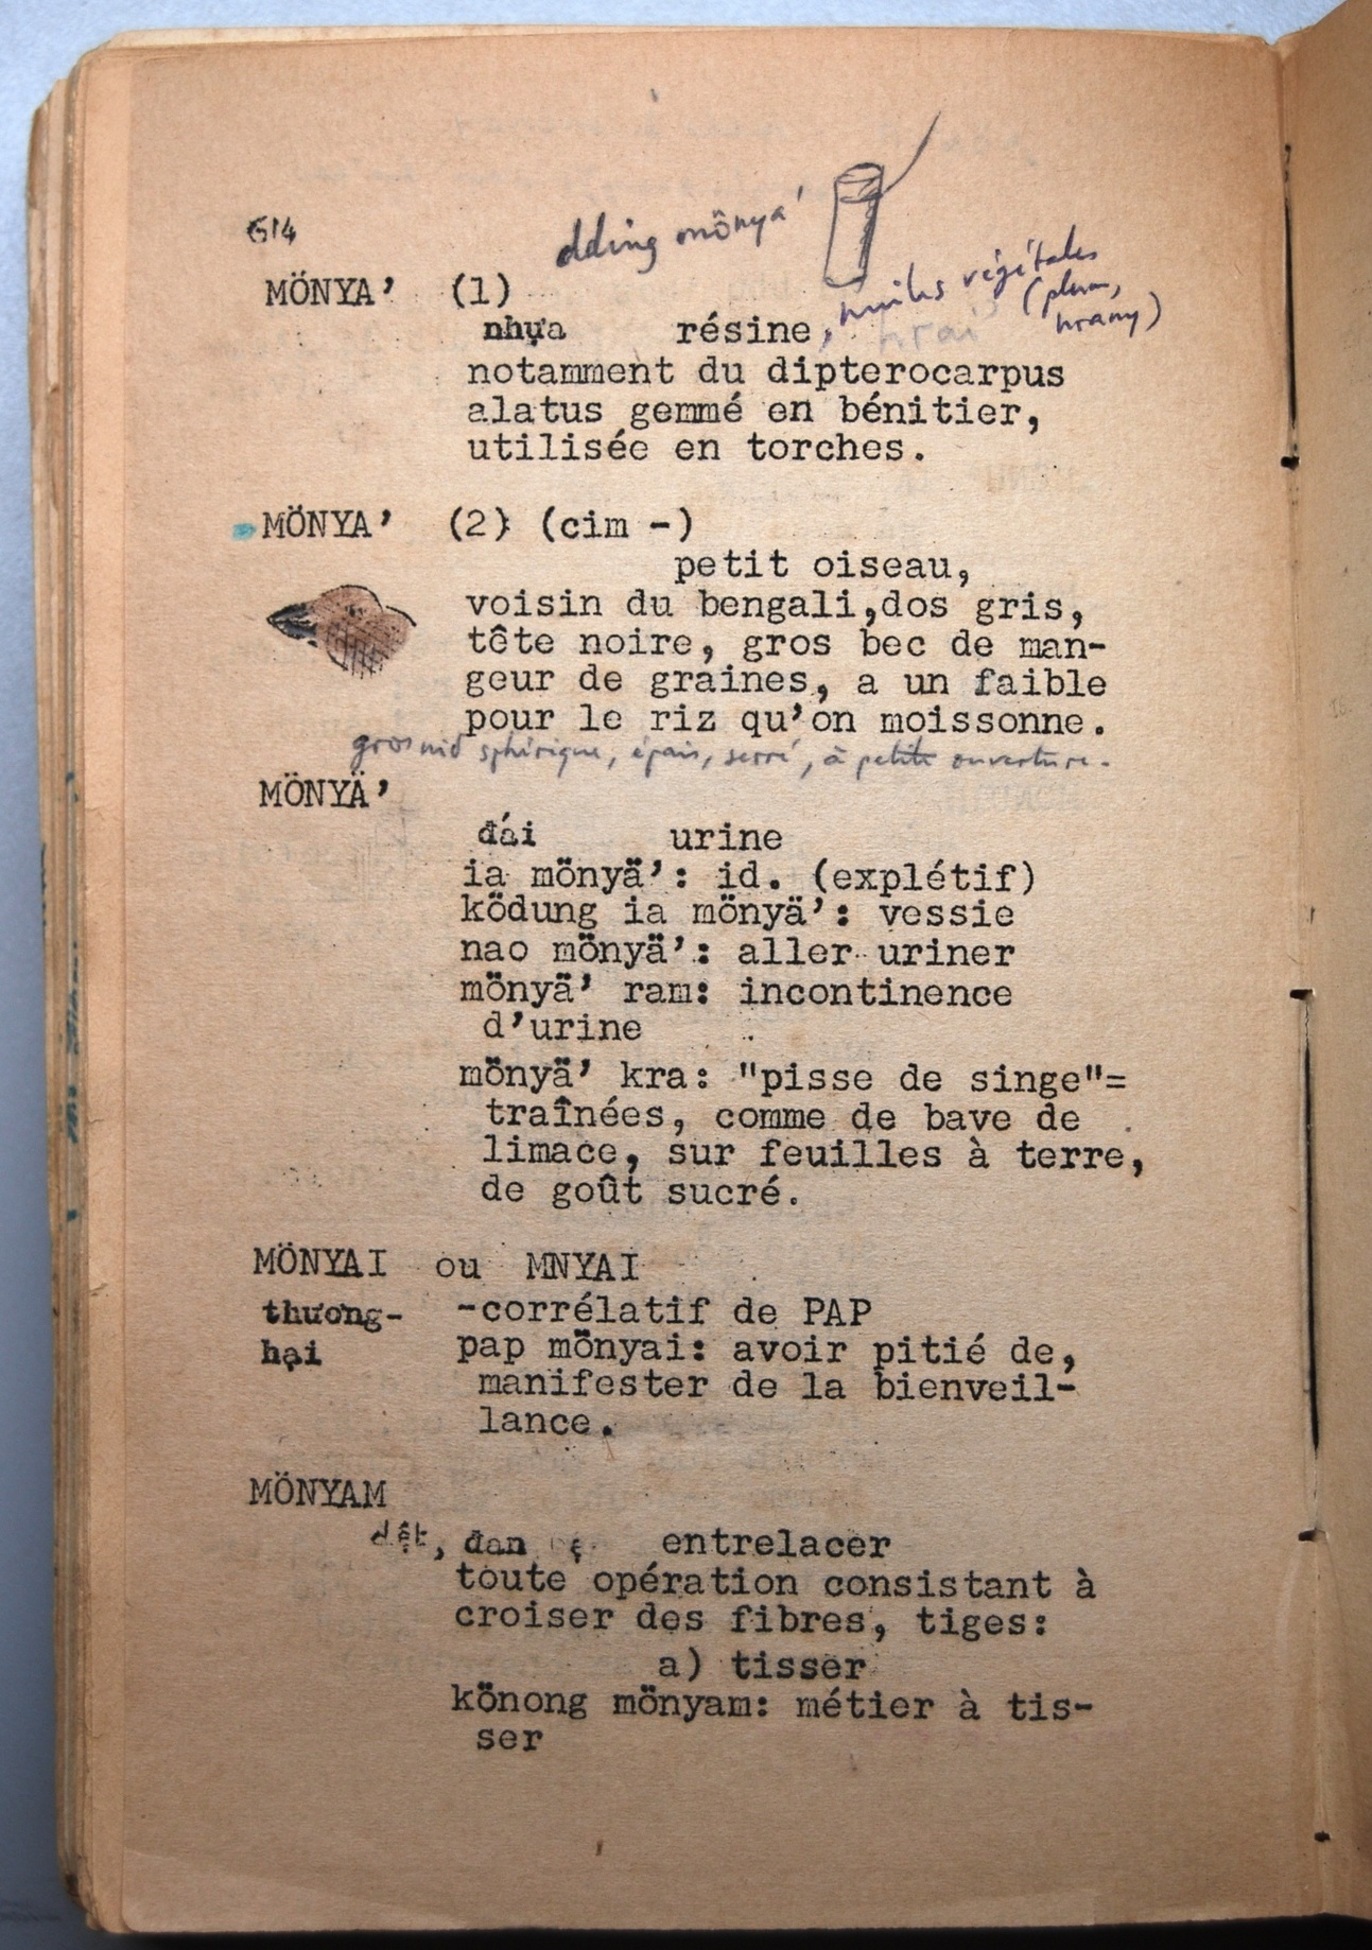 614
dding mönya'
MÖNYA’ (1)
huiles végétales
(plum,
hrang)
nhựa résine,
hrai
notamment du dipterocarpus
alatus gemmé en bénitier,
utilisée en torches.
MÖNYA’ (2) (cim -)
petit oiseau,
voisin du bengali,dos gris,
tête noire, gros bec de man-
geur de graines, a un faible
pour le riz qu’on moissonne.
gros nid sphérique, épais, serré, à petite ouverture.
MÖNYÄ’
đái urine
ia mönyä’: id. (explétif)
ködung ia mönyä’: vessie
nao mönyä’: aller uriner
mönyä’ ram: incontinence
d’urine
mönyä’ kra: "pisse de singe"=
traînées, comme de bave de
limace, sur feuilles à terre,
de goût sucré.
MÖNYAI ou MNYAI
thương- -corrélatif de PAP
hại pap mönyai: avoir pitié de,
manifester de la bienveil-
lance.
MÖNYAM
dệt, đan entrelacer
toute opération consistant à
croiser des fibres, tiges:
a) tisser
könong mönyam: métier à tis-
ser